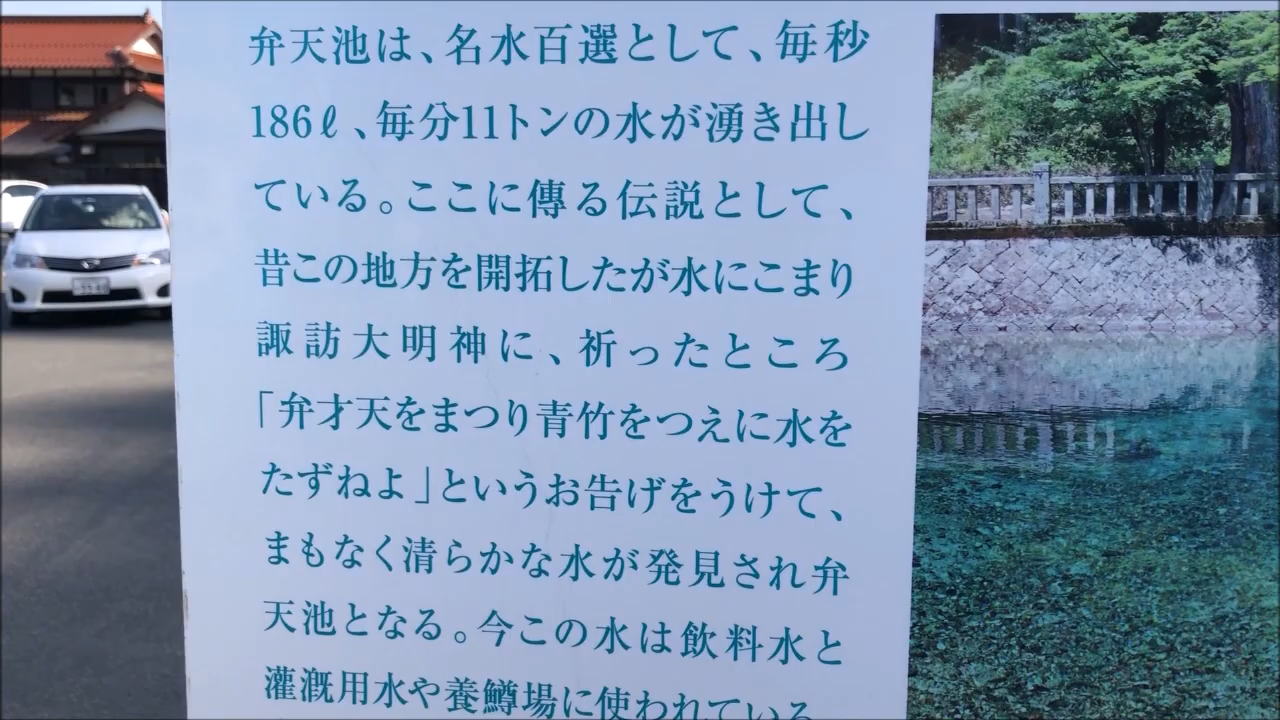 弁天池は、名水百選として、毎秒
186ℓ、毎分11トンの水が湧き出し
ている。ここに傳る伝説として、
昔この地方を開拓したが水にこまり
諏訪大明神に、祈ったところ
「弁才天をまつり青竹をつえに水を
たずねよ」というお告げをうけて、
まもなく清らかな水が発見され弁
天池となる。今この水は飲料水と
灌漑用水や養鱒場に使われている。